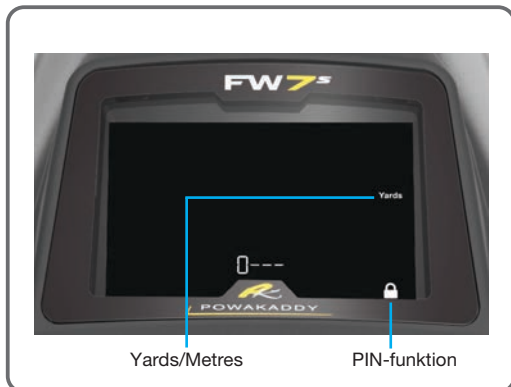 FW7s
Yards
0---
POWAKADDY
Yards/Metres
PIN-funktion